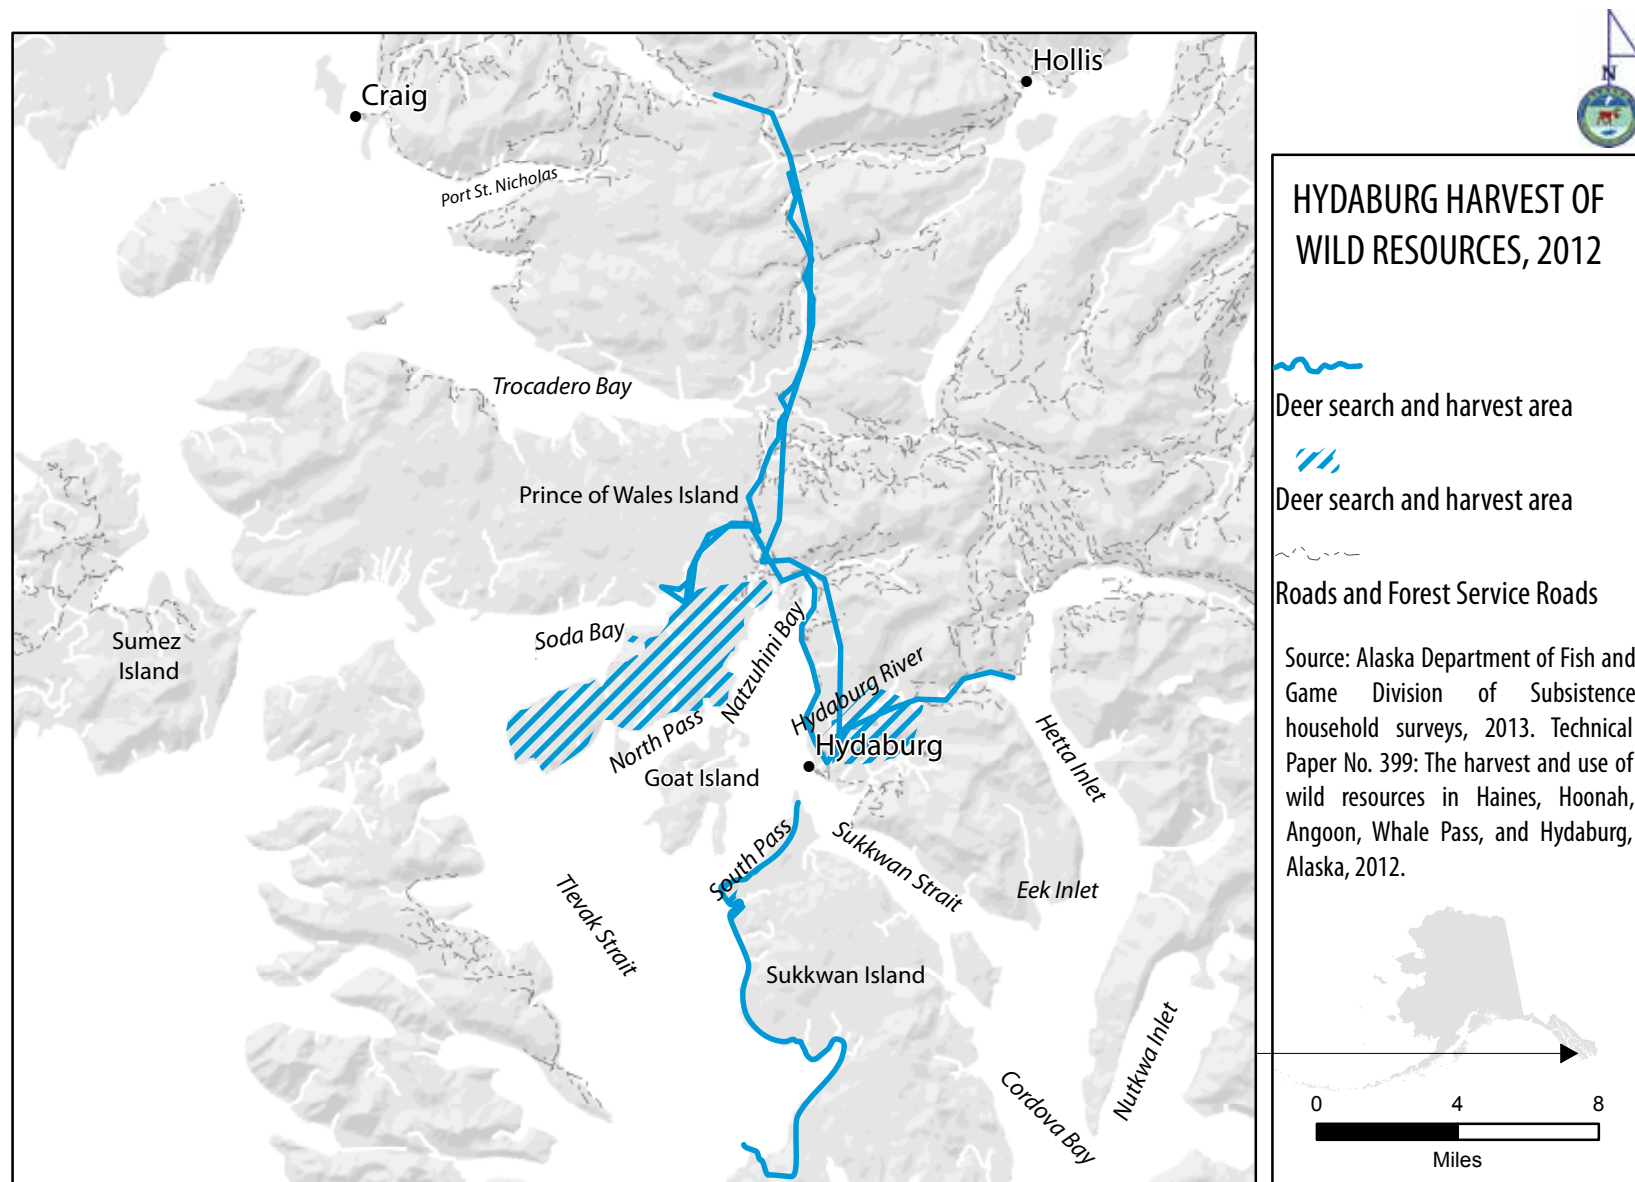 Hollis
Craig
Port St. Nicholas
Trocadero Bay
Prince of Wales Island
Sumez
Island
Soda Bay
Natzuhini Bay
Hydaburg River
North Pass
Hydaburg
Goat Island
Hetta Inlet
South Pass
Sukkwan Strait
Eek Inlet
Tlevak Strait
Sukkwan Island
Nutkwa Inlet
Cordova Bay
N
HYDABURG HARVEST OF
WILD RESOURCES, 2012
Deer search and harvest area
Deer search and harvest area
Roads and Forest Service Roads
Source: Alaska Department of Fish and
Game Division of Subsistence
household surveys, 2013. Technical
Paper No. 399: The harvest and use of
wild resources in Haines, Hoonah,
Angoon, Whale Pass, and Hydaburg,
Alaska, 2012.
0 4 8
Miles